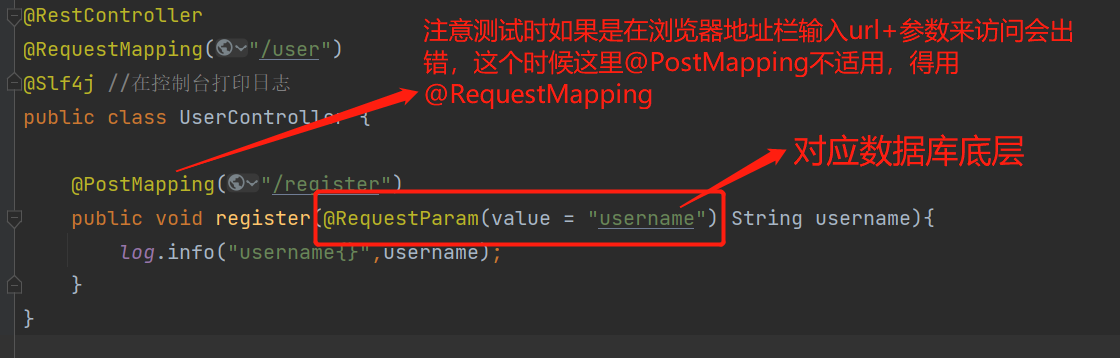 @RestController
@RequestMapping("/user")
@Slf4j //在控制台打印日志
public class UserController {
注意测试时如果是在浏览器地址栏输入url+参数来访问会出
错，这个时候这里@PostMapping不适用，得用
@RequestMapping
对应数据库底层
@PostMapping("/register")
public void register(@RequestParam(value = "username") String username){
log.info("username{}",username);
}
}